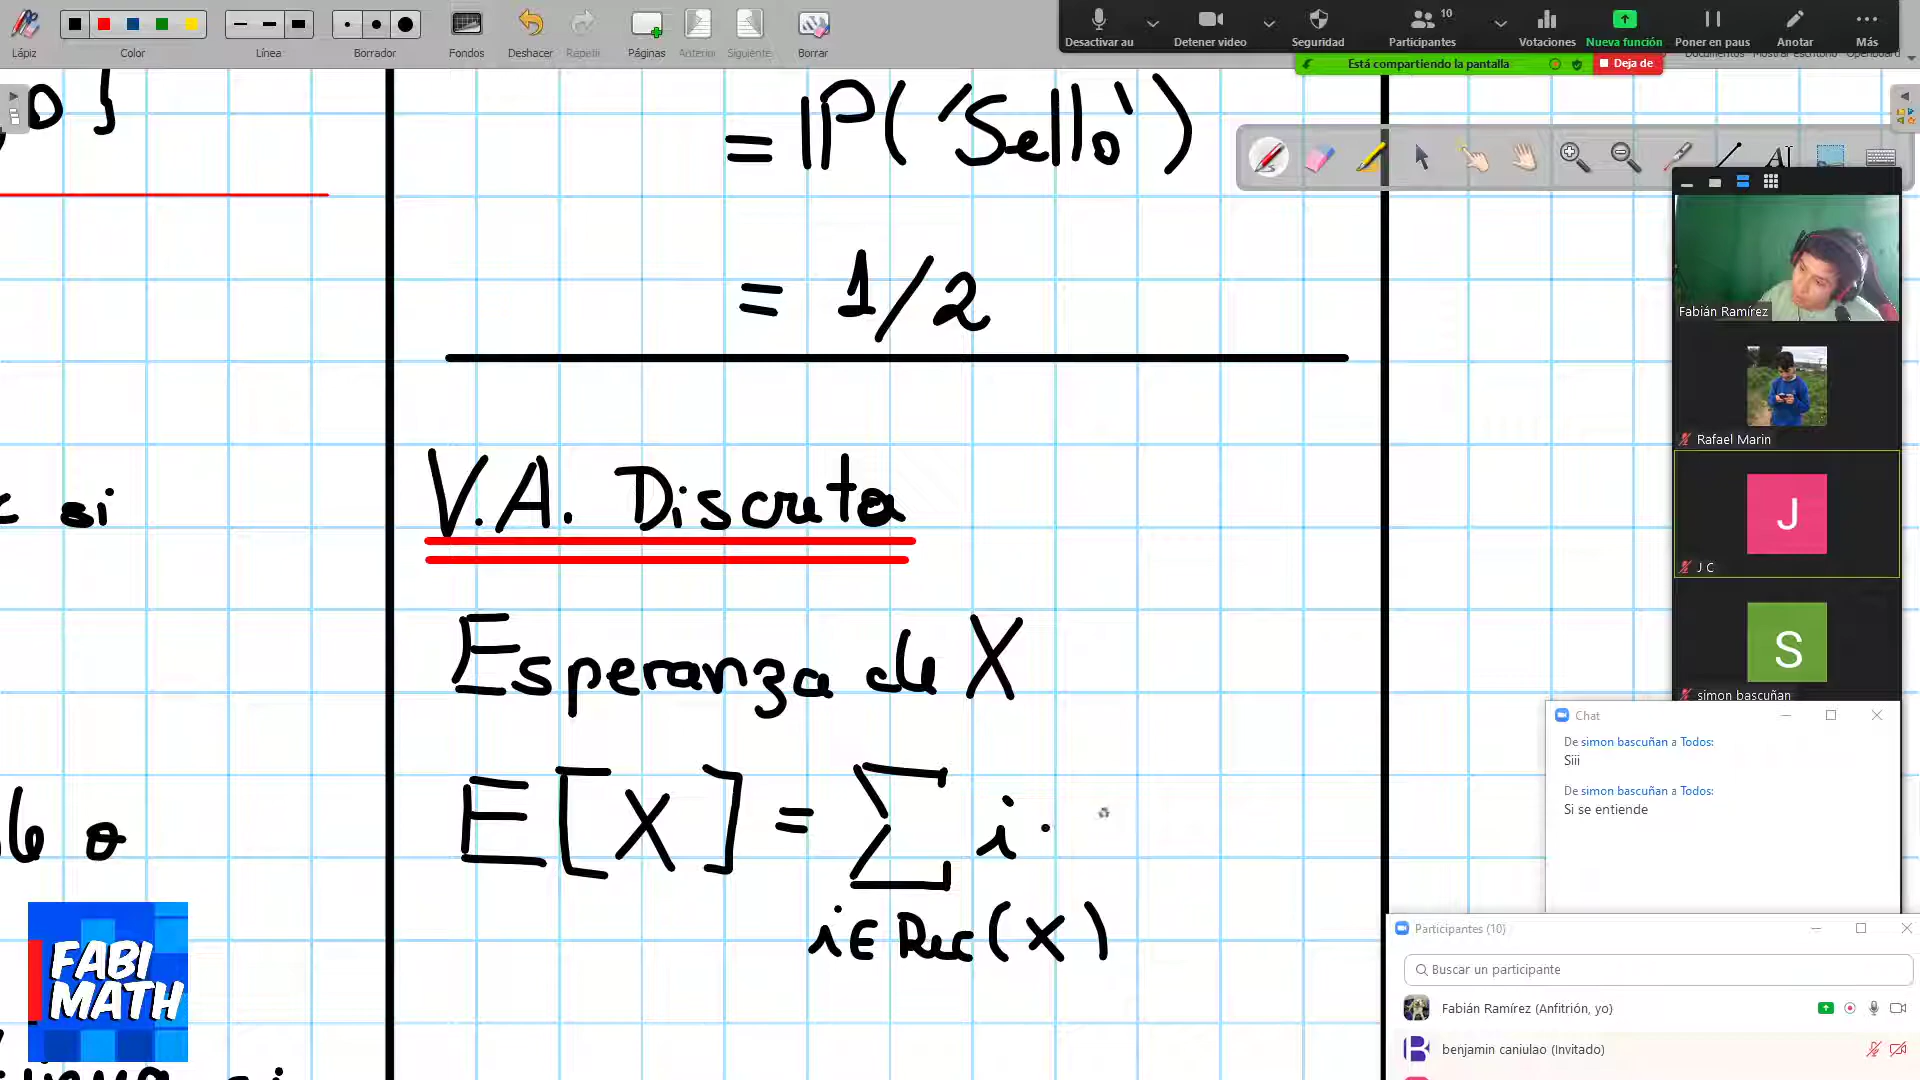 Lápiz
Color
Línea
Borrador
Fondos
Deshacer
Repetir
Páginas
Anterior
Siguiente
Borrar
Desactivar au
Detener video
Seguridad
10
Participantes
Votaciones
Nueva función
Poner en paus
Anotar
Más
Está compartiendo la pantalla
Deja de
= P('Sello')
= 1/2
si
V.A. Discreta
Esperanza de X
E[X] = Σ i ·
i∈Rec(X)
FABI
MATH
Fabián Ramírez
Rafael Marin
J
J C
S
simon bascuñan
Chat
De simon bascuñan a Todos:
Siii
De simon bascuñan a Todos:
Si se entiende
Participantes (10)
Buscar un participante
Fabián Ramírez (Anfitrión, yo)
benjamin caniulao (Invitado)